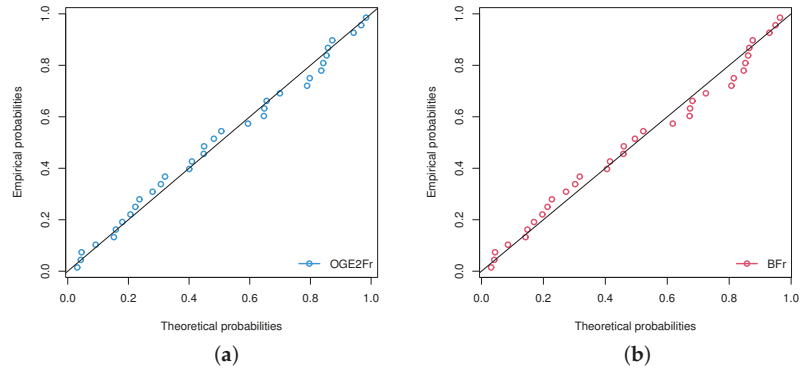 Empirical probabilities
1.0
0.8
0.6
0.4
0.2
0.0
OGE2Fr
0.0 0.2 0.4 0.6 0.8 1.0
Theoretical probabilities
(a)
Empirical probabilities
1.0
0.8
0.6
0.4
0.2
0.0
BFr
0.0 0.2 0.4 0.6 0.8 1.0
Theoretical probabilities
(b)